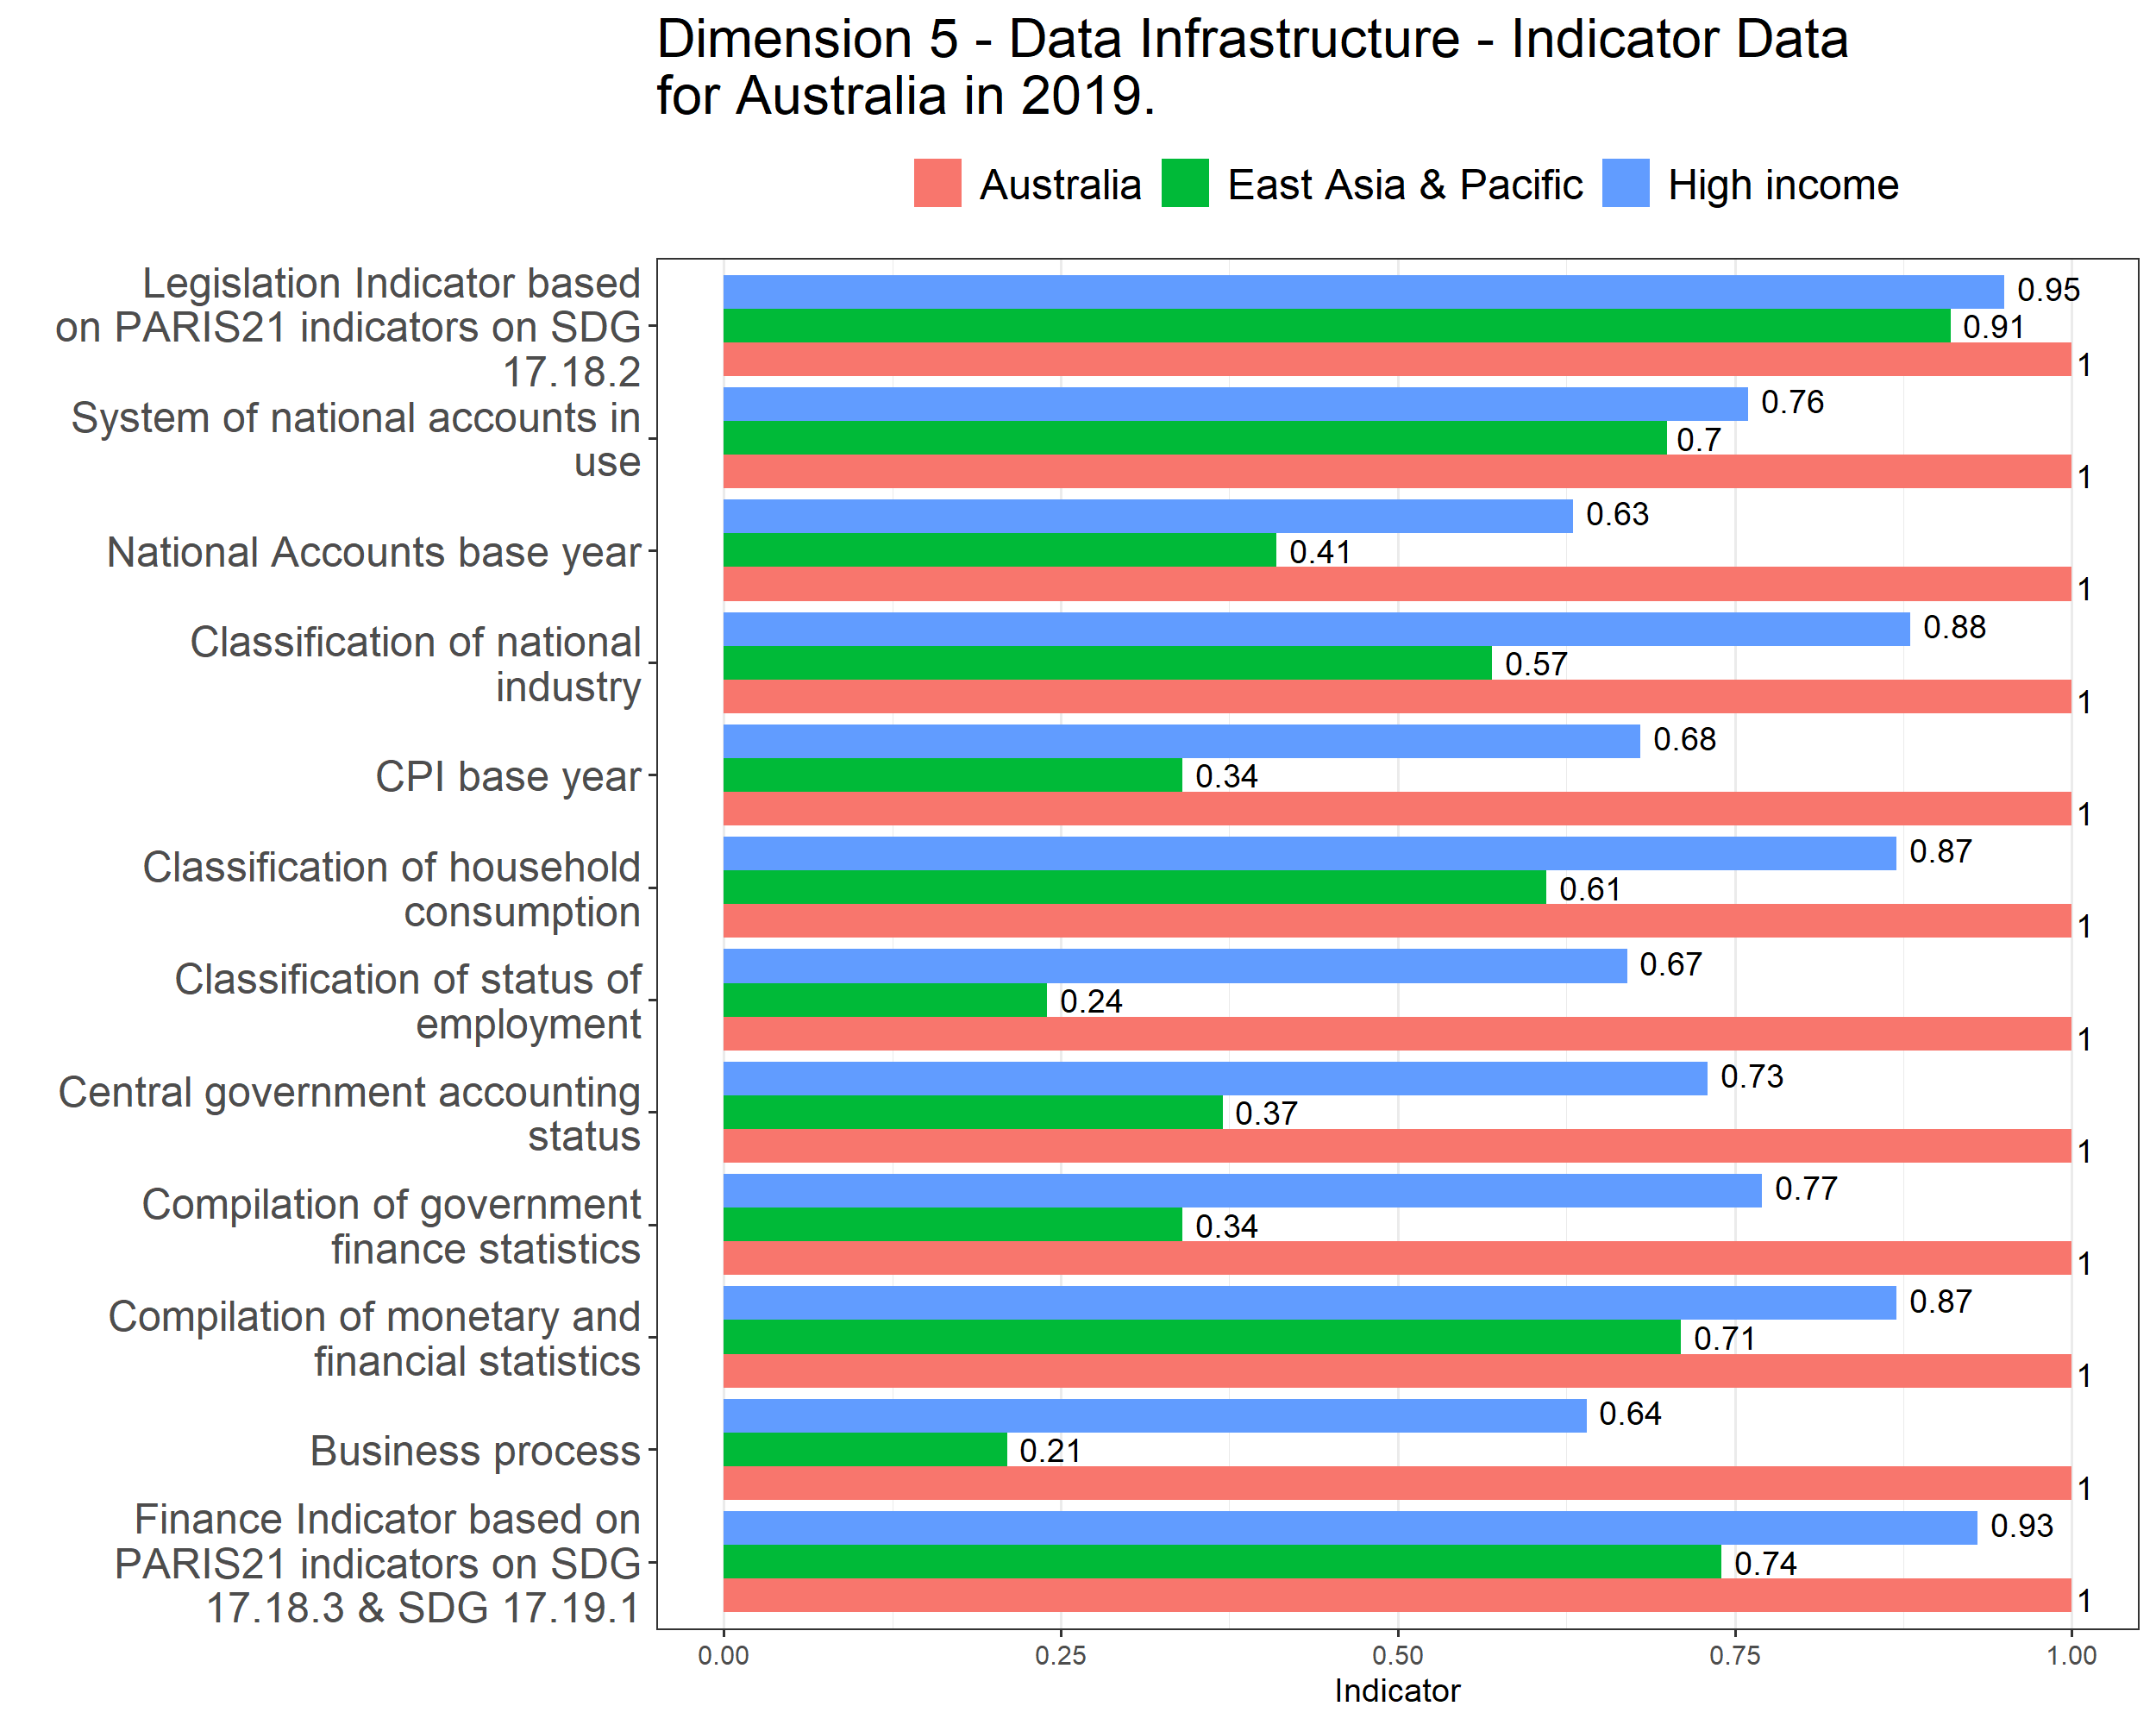 Dimension 5 - Data Infrastructure - Indicator Data
for Australia in 2019.
Australia
East Asia & Pacific
High income
Legislation Indicator based
on PARIS21 indicators on SDG
17.18.2
0.95
0.91
1
System of national accounts in
use
0.76
0.7
1
National Accounts base year
0.63
0.41
1
Classification of national
industry
0.88
0.57
1
CPI base year
0.68
0.34
1
Classification of household
consumption
0.87
0.61
1
Classification of status of
employment
0.67
0.24
1
Central government accounting
status
0.73
0.37
1
Compilation of government
finance statistics
0.77
0.34
1
Compilation of monetary and
financial statistics
0.87
0.71
1
Business process
0.64
0.21
1
Finance Indicator based on
PARIS21 indicators on SDG
17.18.3 & SDG 17.19.1
0.93
0.74
1
0.00
0.25
0.50
0.75
1.00
Indicator